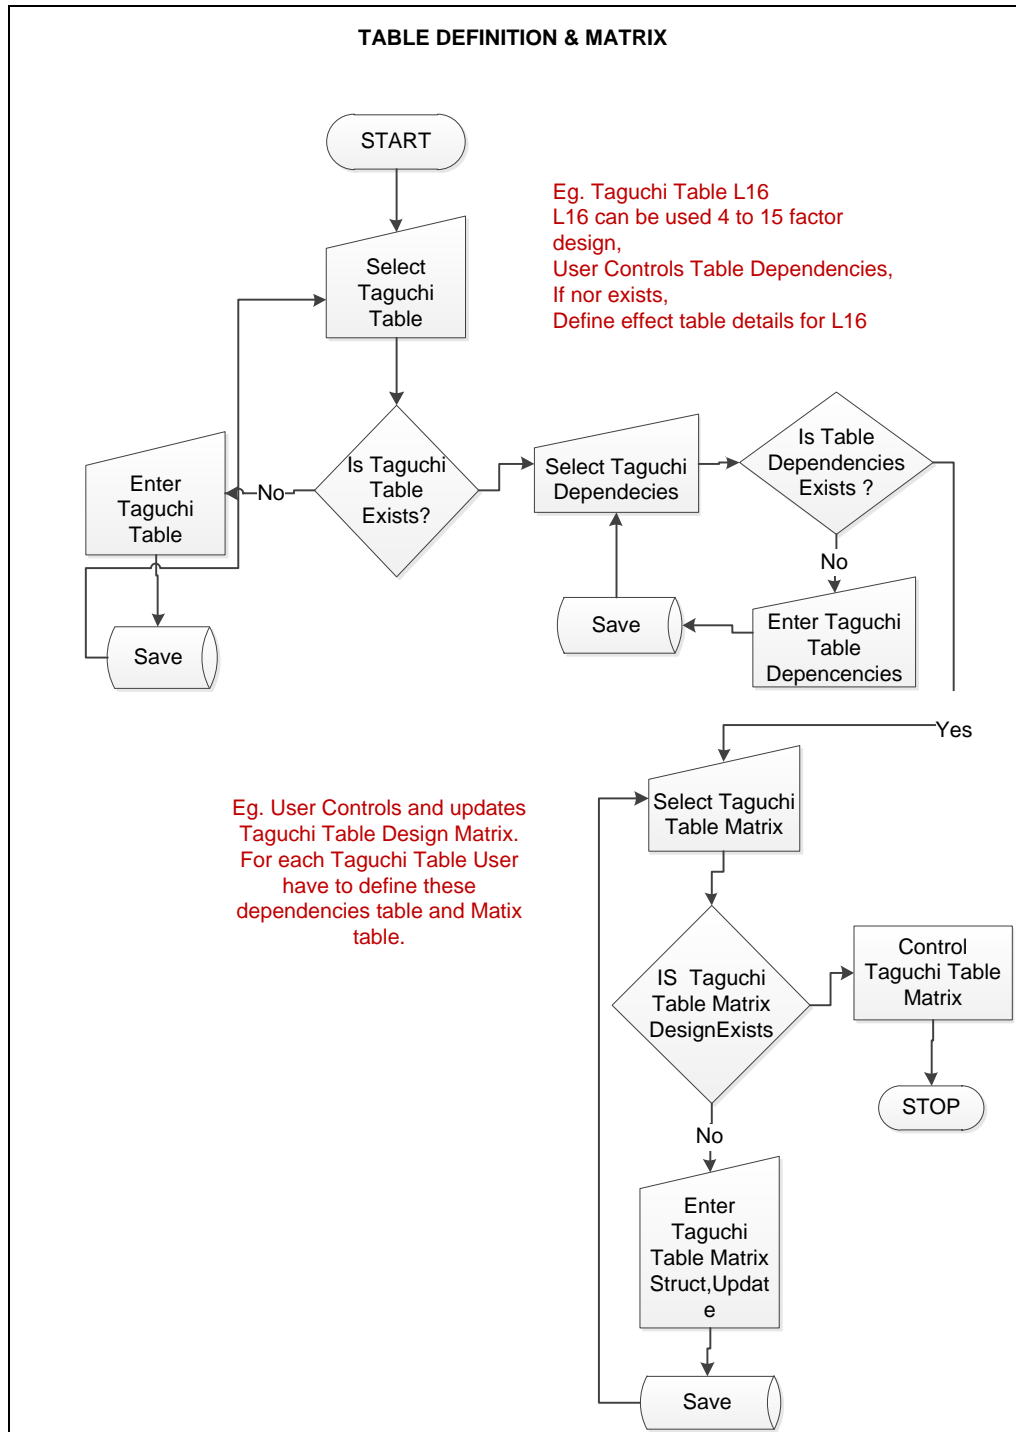 TABLE DEFINITION & MATRIX
START
Eg. Taguchi Table L16
L16 can be used 4 to 15 factor
design,
User Controls Table Dependencies,
If nor exists,
Define effect table details for L16
Select
Taguchi
Table
Is Taguchi
Table
Exists?
No
Enter
Taguchi
Table
Save
Select Taguchi
Dependecies
Is Table
Dependencies
Exists ?
No
Enter Taguchi
Table
Depencencies
Save
Yes
Select Taguchi
Table Matrix
Eg. User Controls and updates
Taguchi Table Design Matrix.
For each Taguchi Table User
have to define these
dependencies table and Matix
table.
IS  Taguchi
Table Matrix
DesignExists
Control
Taguchi Table
Matrix
STOP
No
Enter
Taguchi
Table Matrix
Struct,Updat
e
Save